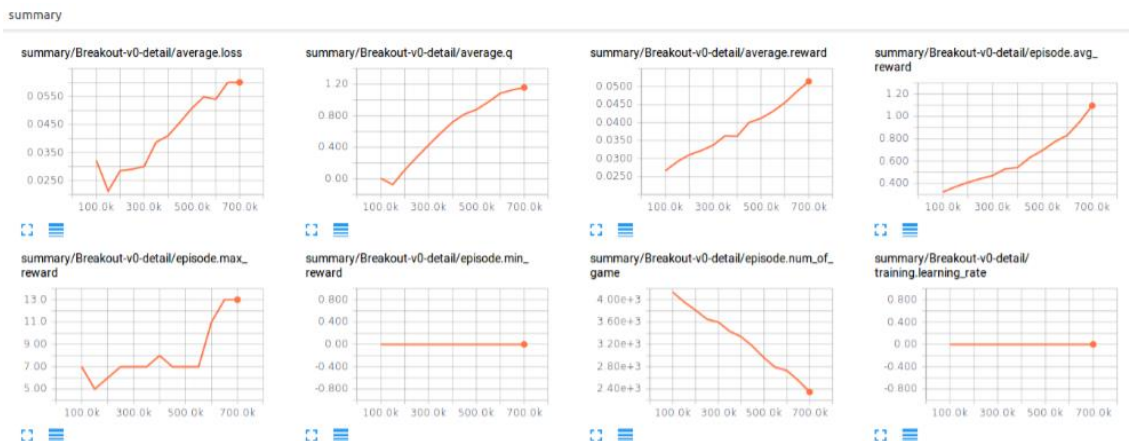 summary
summary/Breakout-v0-detail/average.loss
0.0550
0.0450
0.0350
0.0250
100.0k 300.0k 500.0k 700.0k
summary/Breakout-v0-detail/average.q
1.20
0.800
0.400
0.00
100.0k 300.0k 500.0k 700.0k
summary/Breakout-v0-detail/average.reward
0.0500
0.0450
0.0400
0.0350
0.0300
0.0250
100.0k 300.0k 500.0k 700.0k
summary/Breakout-v0-detail/episode.avg_
reward
1.20
1.00
0.800
0.600
0.400
100.0k 300.0k 500.0k 700.0k
summary/Breakout-v0-detail/episode.max_
reward
13.0
11.0
9.00
7.00
5.00
100.0k 300.0k 500.0k 700.0k
summary/Breakout-v0-detail/episode.min_
reward
0.800
0.400
0.00
-0.400
-0.800
100.0k 300.0k 500.0k 700.0k
summary/Breakout-v0-detail/episode.num_of_
game
4.00e+3
3.60e+3
3.20e+3
2.80e+3
2.40e+3
100.0k 300.0k 500.0k 700.0k
summary/Breakout-v0-detail/
training.learning_rate
0.800
0.400
0.00
-0.400
-0.800
100.0k 300.0k 500.0k 700.0k